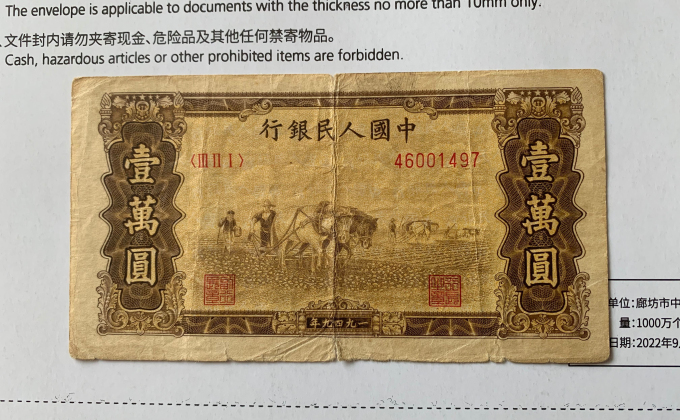 The envelope is applicable to documents with the thickness no more than 10mm only.
文件封内请勿夹寄现金、危险品及其他任何禁寄物品。
Cash, hazardous articles or other prohibited items are forbidden.
行銀民人國中
〈III II I〉 46001497
壹萬圓
壹萬圓
年九四九一
单位:廊坊市中
量:1000万个
日期:2022年9